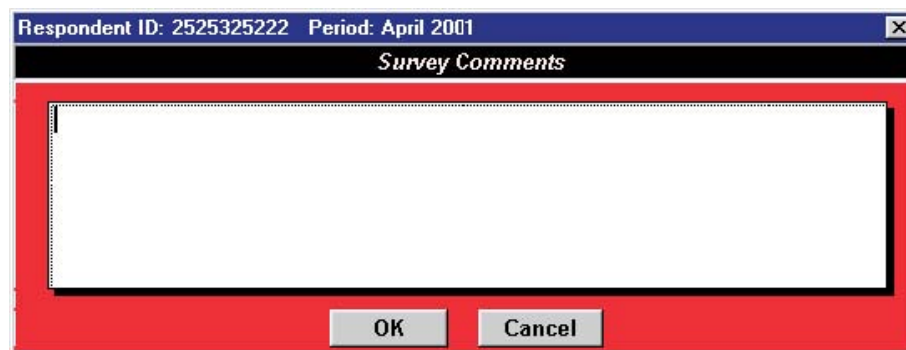 Respondent ID: 2525325222 Period: April 2001
Survey Comments
OK Cancel